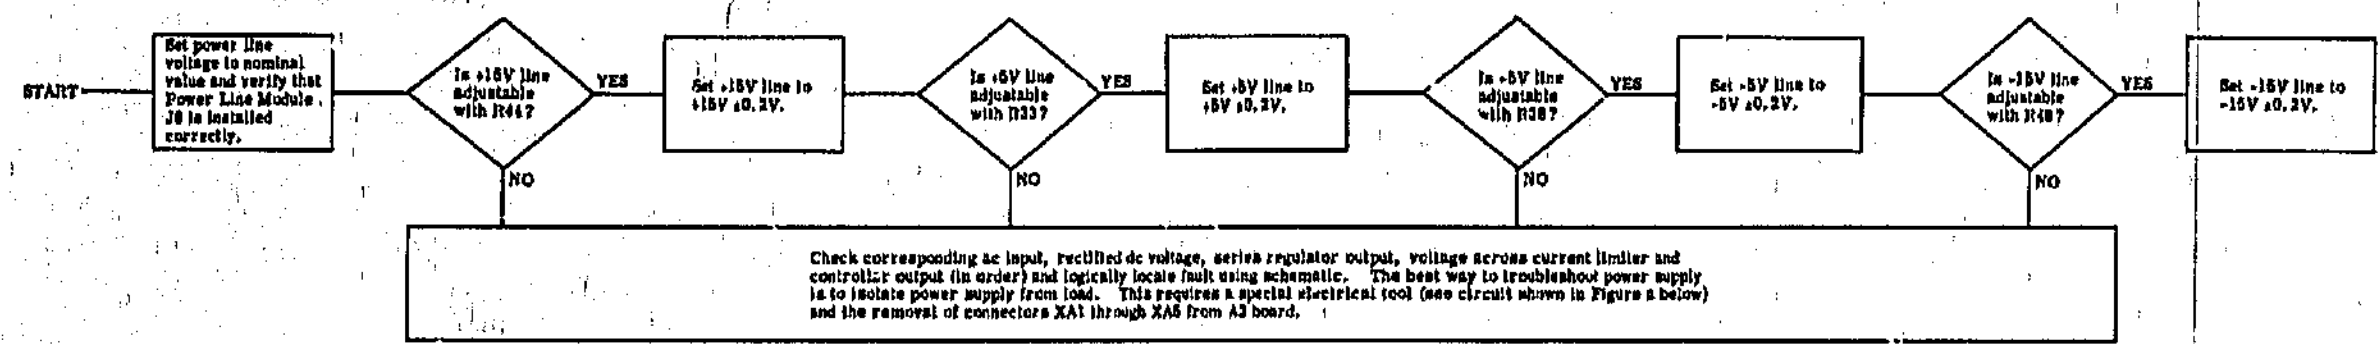 START
Set power line
voltage to nominal
value and verify that
Power Line Module
J8 is installed
correctly.
Is +15V line
adjustable
with R44?
YES
NO
Set +15V line to
+15V ±0.2V.
Is +5V line
adjustable
with R33?
YES
NO
Set +5V line to
+5V ±0.2V.
Is -5V line
adjustable
with
YES
NO
Set -5V line to
-5V ±0.2V.
Is -15V line
adjustable
with
YES
NO
Set -15V line to
-15V ±0.2V.
Check corresponding ac input, rectified dc voltage, series regulator output, voltage across current limiter and
controller output (in order) and logically locate fault using schematic. The best way to troubleshoot power supply
is to isolate power supply from load. This requires a special electrical tool (see circuit shown in Figure a below)
and the removal of connectors XA1 through XA5 from A3 board.